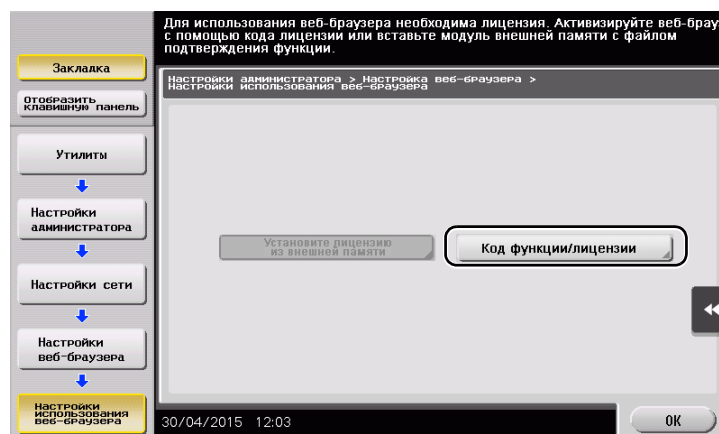 Для использования веб-браузера необходима лицензия. Активизируйте веб-брау
с помощью кода лицензии или вставьте модуль внешней памяти с файлом
подтверждения функции.
Закладка
Отобразить
клавишную панель
Настройки администратора > Настройка веб-браузера >
Настройки использования веб-браузера
Утилиты
Настройки
администратора
Настройки сети
Настройки
веб-браузера
Настройки
использования
веб-браузера
Установите лицензию
из внешней памяти
Код функции/лицензии
30/04/2015 12:03
OK